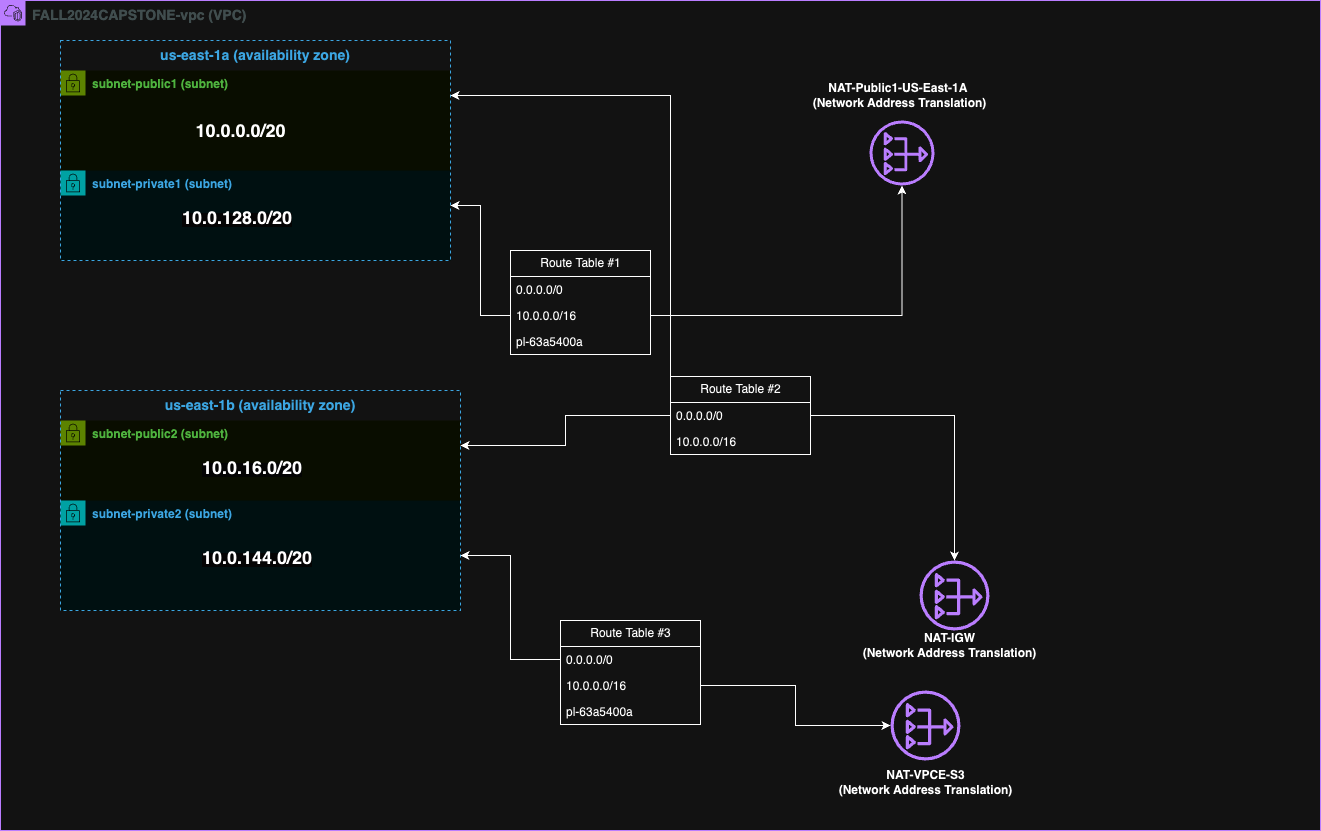 FALL2024CAPSTONE-vpc (VPC)
us-east-1a (availability zone)
subnet-public1 (subnet)
10.0.0.0/20
subnet-private1 (subnet)
10.0.128.0/20
NAT-Public1-US-East-1A
(Network Address Translation)
Route Table #1
0.0.0.0/0
10.0.0.0/16
pl-63a5400a
Route Table #2
0.0.0.0/0
10.0.0.0/16
us-east-1b (availability zone)
subnet-public2 (subnet)
10.0.16.0/20
subnet-private2 (subnet)
10.0.144.0/20
NAT-IGW
(Network Address Translation)
Route Table #3
0.0.0.0/0
10.0.0.0/16
pl-63a5400a
NAT-VPCE-S3
(Network Address Translation)